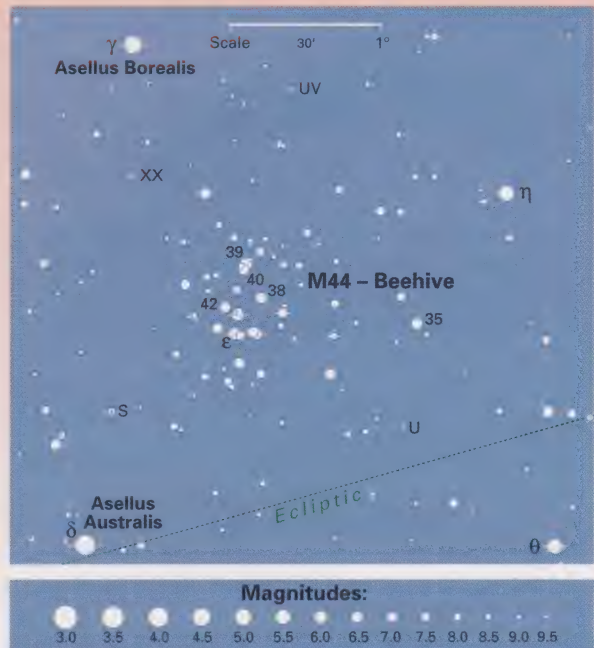 γ
Scale 30' 1°
Asellus Borealis
UV
XX
η
39
40
M44 – Beehive
38
42
35
ε
S
U
Ecliptic
Asellus
Australis
δ
θ
Magnitudes:
3.0 3.5 4.0 4.5 5.0 5.5 6.0 6.5 7.0 7.5 8.0 8.5 9.0 9.5